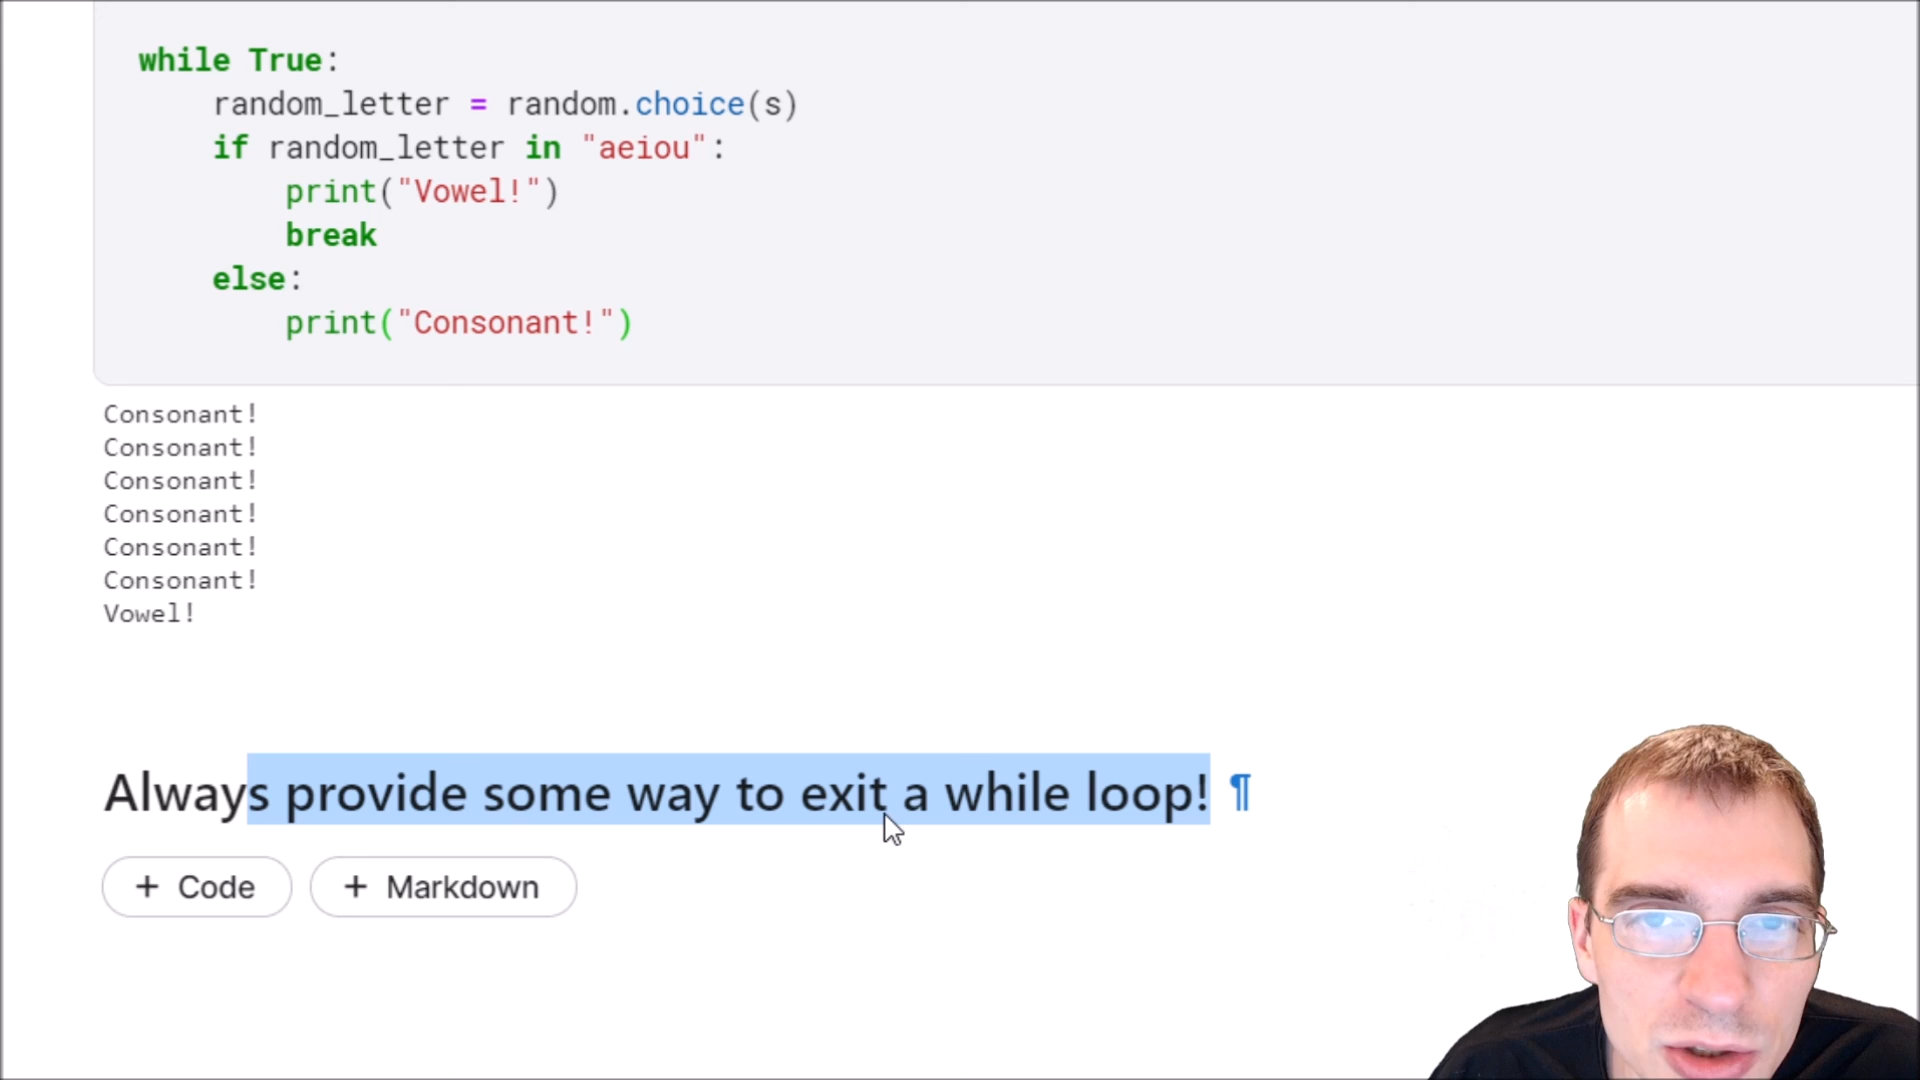 while True:
random_letter = random.choice(s)
if random_letter in "aeiou":
print("Vowel!")
break
else:
print("Consonant!")
Consonant!
Consonant!
Consonant!
Consonant!
Consonant!
Consonant!
Vowel!
Always provide some way to exit a while loop! ¶
+ Code + Markdown